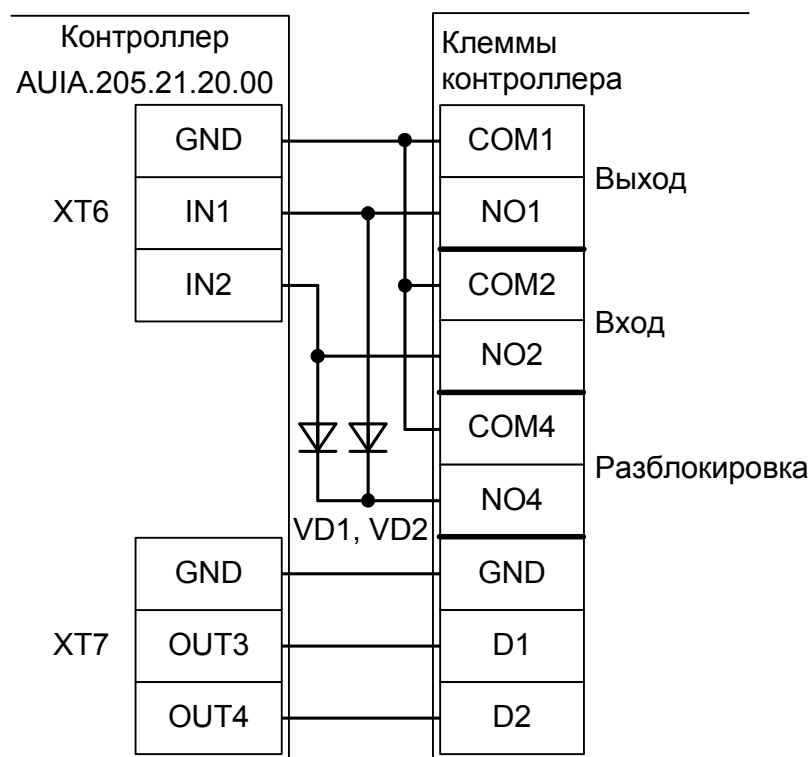 Контроллер
AUIA.205.21.20.00
Клеммы
контроллера
GND
COM1
Выход
XT6
IN1
NO1
IN2
COM2
Вход
NO2
COM4
Разблокировка
NO4
VD1, VD2
GND
GND
XT7
OUT3
D1
OUT4
D2